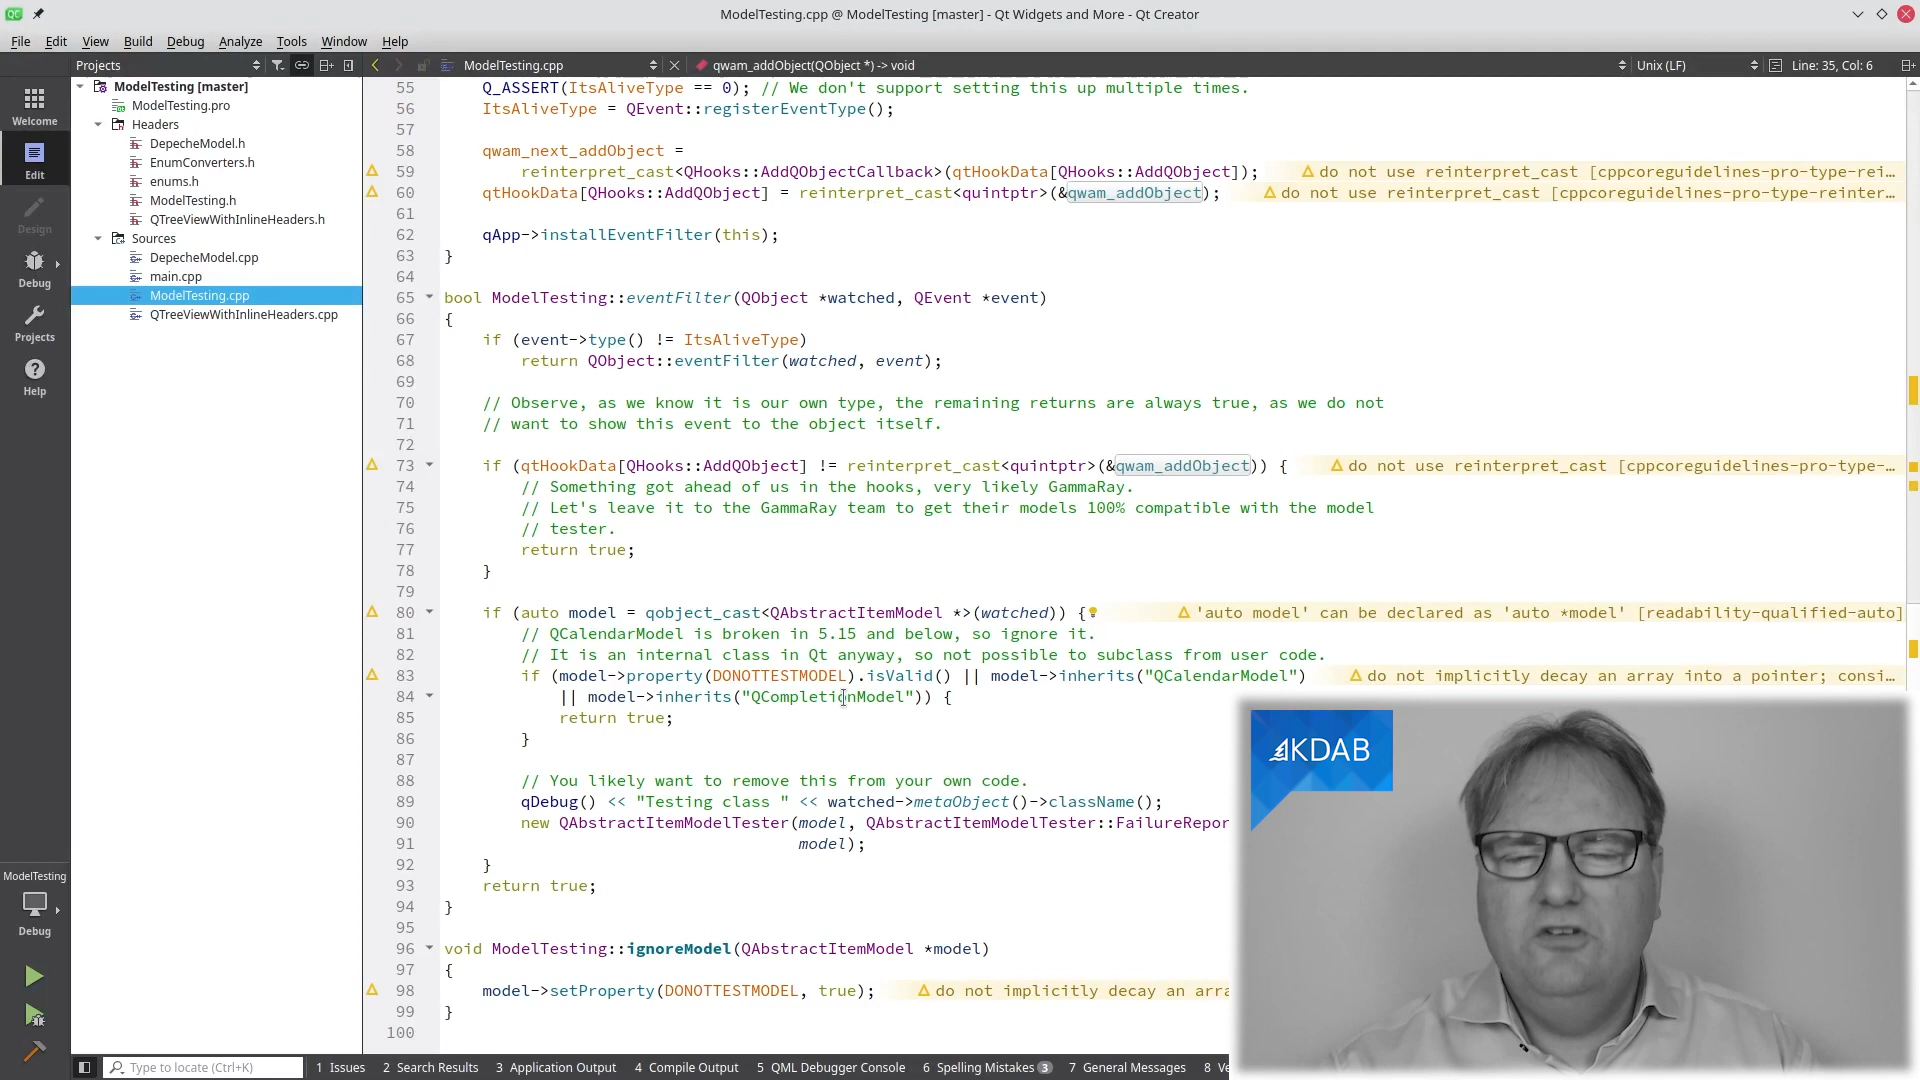 QC
ModelTesting.cpp @ ModelTesting [master] - Qt Widgets and More - Qt Creator
File Edit View Build Debug Analyze Tools Window Help
Projects
ModelTesting.cpp
qwam_addObject(QObject *) -> void
Unix (LF)
Line: 35, Col: 6
Welcome
Edit
Design
Debug
Projects
Help
ModelTesting
Debug
ModelTesting [master]
ModelTesting.pro
Headers
DepecheModel.h
EnumConverters.h
enums.h
ModelTesting.h
QTreeViewWithInlineHeaders.h
Sources
DepecheModel.cpp
main.cpp
ModelTesting.cpp
QTreeViewWithInlineHeaders.cpp
55 Q_ASSERT(ItsAliveType == 0); // We don't support setting this up multiple times.
56 ItsAliveType = QEvent::registerEventType();
57
58 qwam_next_addObject =
59 reinterpret_cast<QHooks::AddQObjectCallback>(qtHookData[QHooks::AddQObject]); do not use reinterpret_cast [cppcoreguidelines-pro-type-rei…
60 qtHookData[QHooks::AddQObject] = reinterpret_cast<quintptr>(&qwam_addObject); do not use reinterpret_cast [cppcoreguidelines-pro-type-reinter…
61
62 qApp->installEventFilter(this);
63 }
64
65 bool ModelTesting::eventFilter(QObject *watched, QEvent *event)
66 {
67 if (event->type() != ItsAliveType)
68 return QObject::eventFilter(watched, event);
69
70 // Observe, as we know it is our own type, the remaining returns are always true, as we do not
71 // want to show this event to the object itself.
72
73 if (qtHookData[QHooks::AddQObject] != reinterpret_cast<quintptr>(&qwam_addObject)) { do not use reinterpret_cast [cppcoreguidelines-pro-type-…
74 // Something got ahead of us in the hooks, very likely GammaRay.
75 // Let's leave it to the GammaRay team to get their models 100% compatible with the model
76 // tester.
77 return true;
78 }
79
80 if (auto model = qobject_cast<QAbstractItemModel *>(watched)) { 'auto model' can be declared as 'auto *model' [readability-qualified-auto]
81 // QCalendarModel is broken in 5.15 and below, so ignore it.
82 // It is an internal class in Qt anyway, so not possible to subclass from user code.
83 if (model->property(DONOTTESTMODEL).isValid() || model->inherits("QCalendarModel") do not implicitly decay an array into a pointer; consi…
84 || model->inherits("QCompletionModel")) {
85 return true;
86 }
87
88 // You likely want to remove this from your own code.
89 qDebug() << "Testing class " << watched->metaObject()->className();
90 new QAbstractItemModelTester(model, QAbstractItemModelTester::FailureRepor
91 model);
92 }
93 return true;
94 }
95
96 void ModelTesting::ignoreModel(QAbstractItemModel *model)
97 {
98 model->setProperty(DONOTTESTMODEL, true); do not implicitly decay an arra
99 }
100
KDAB
Type to locate (Ctrl+K)
1 Issues 2 Search Results 3 Application Output 4 Compile Output 5 QML Debugger Console 6 Spelling Mistakes 3 7 General Messages 8 Ve